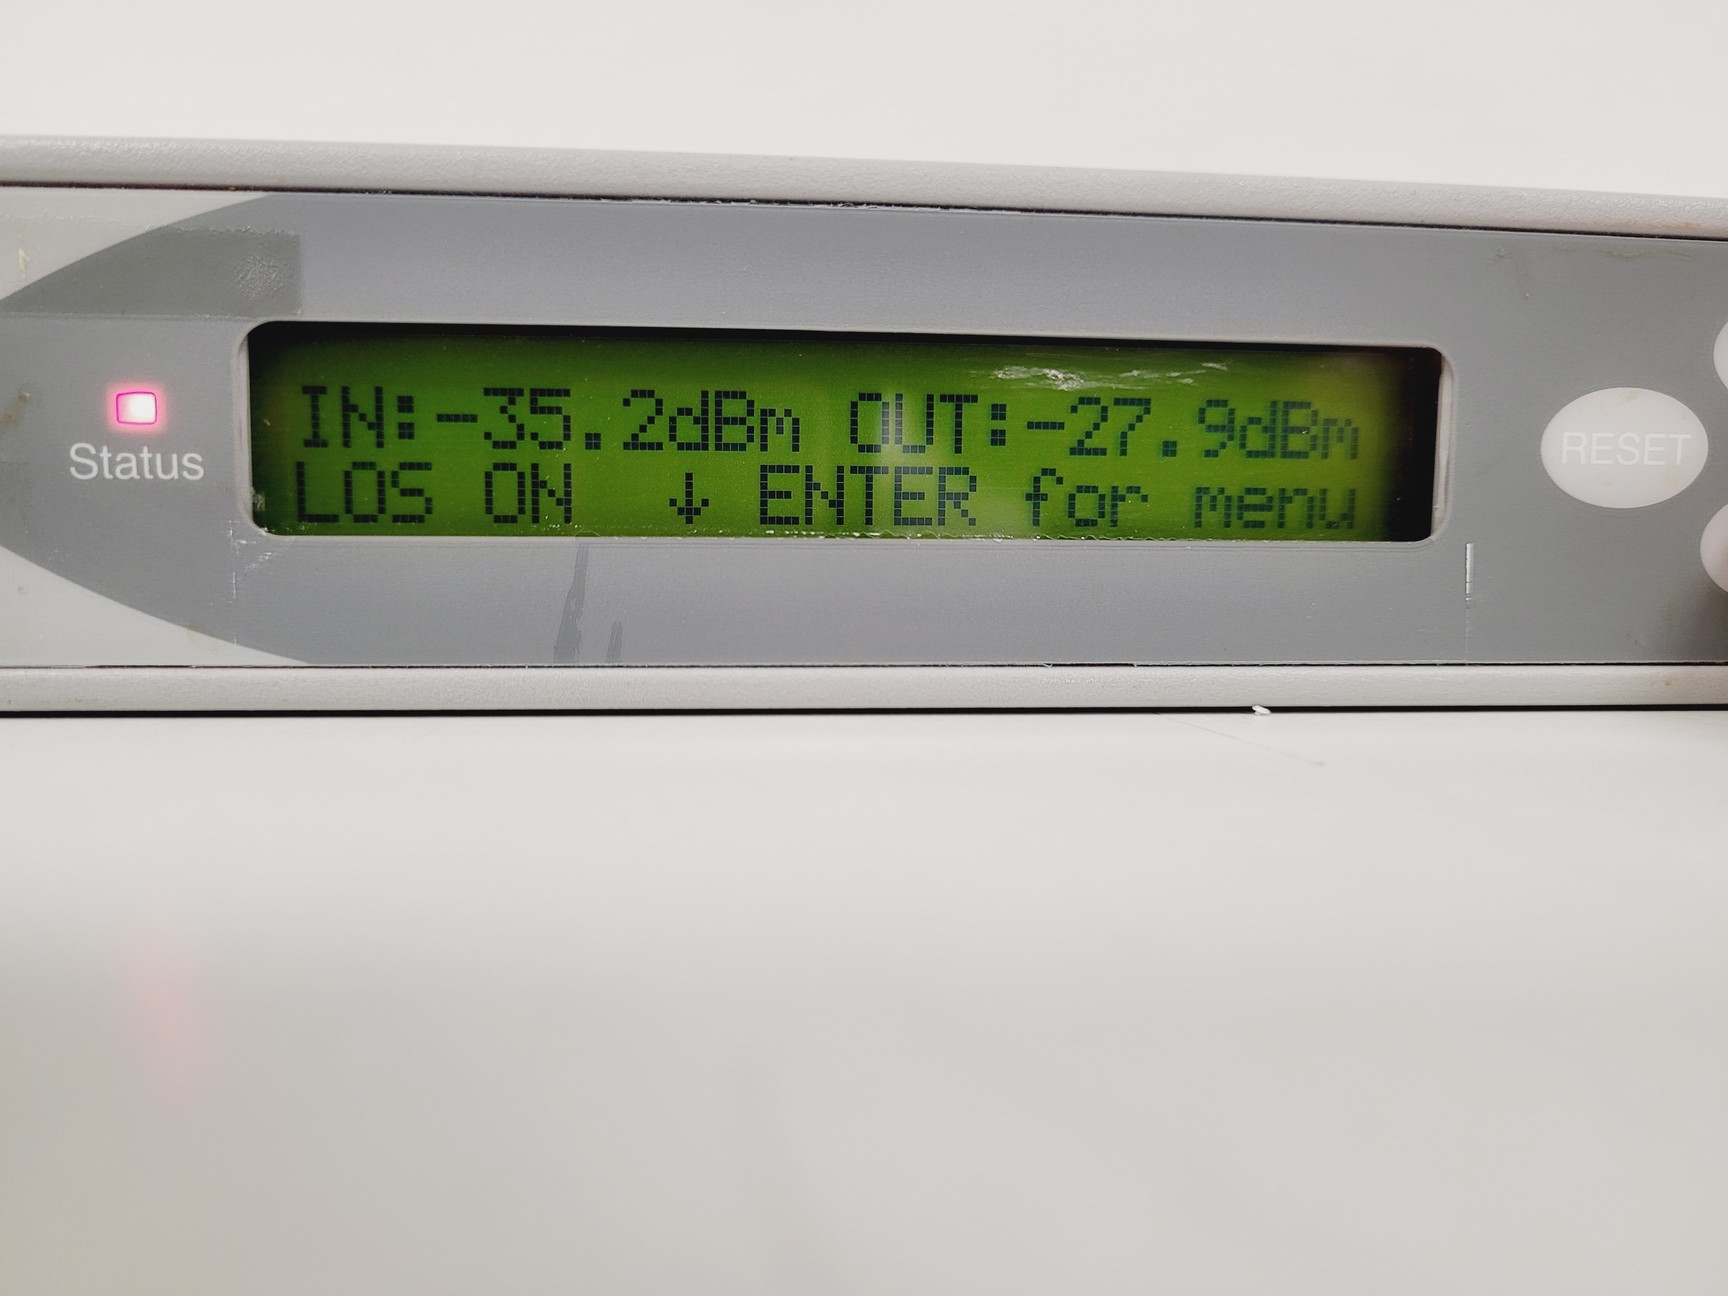 IN:-35.2dBm OUT:-27.9dBm
LOS ON ↓ ENTER for menu
Status
RESET